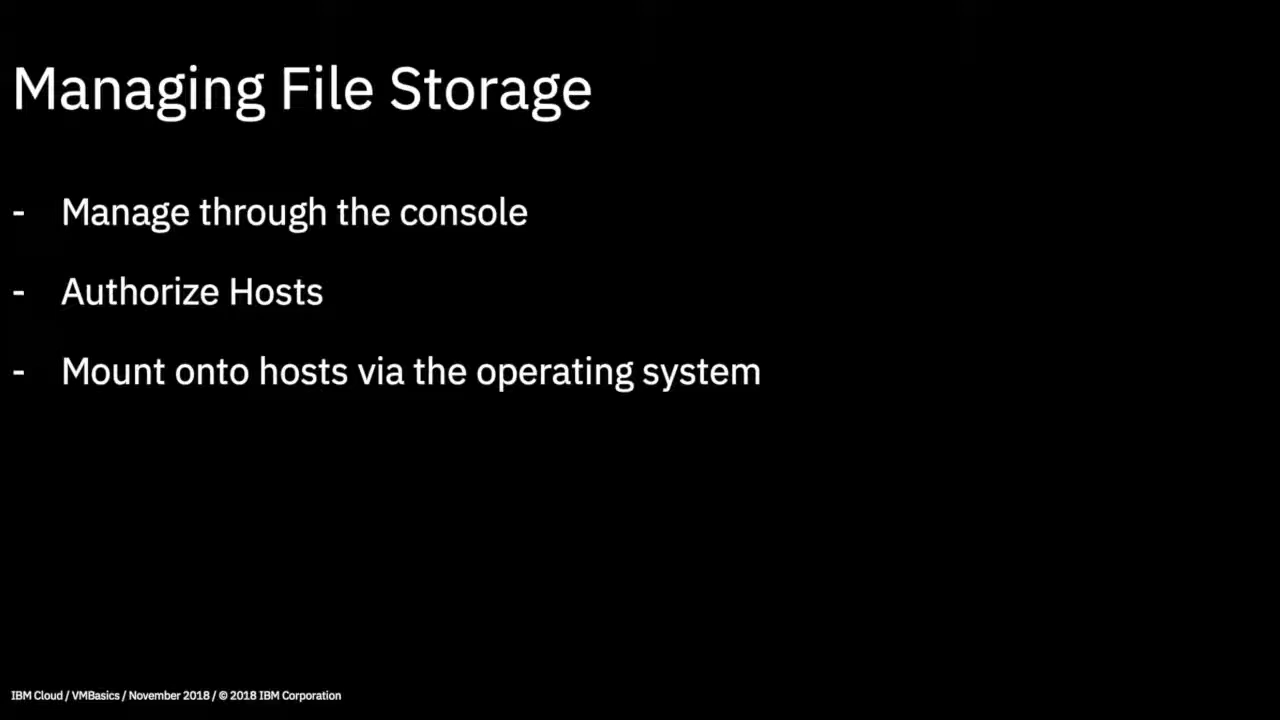 Managing File Storage
- Manage through the console
- Authorize Hosts
- Mount onto hosts via the operating system
IBM Cloud / VMBasics / November 2018 / © 2018 IBM Corporation